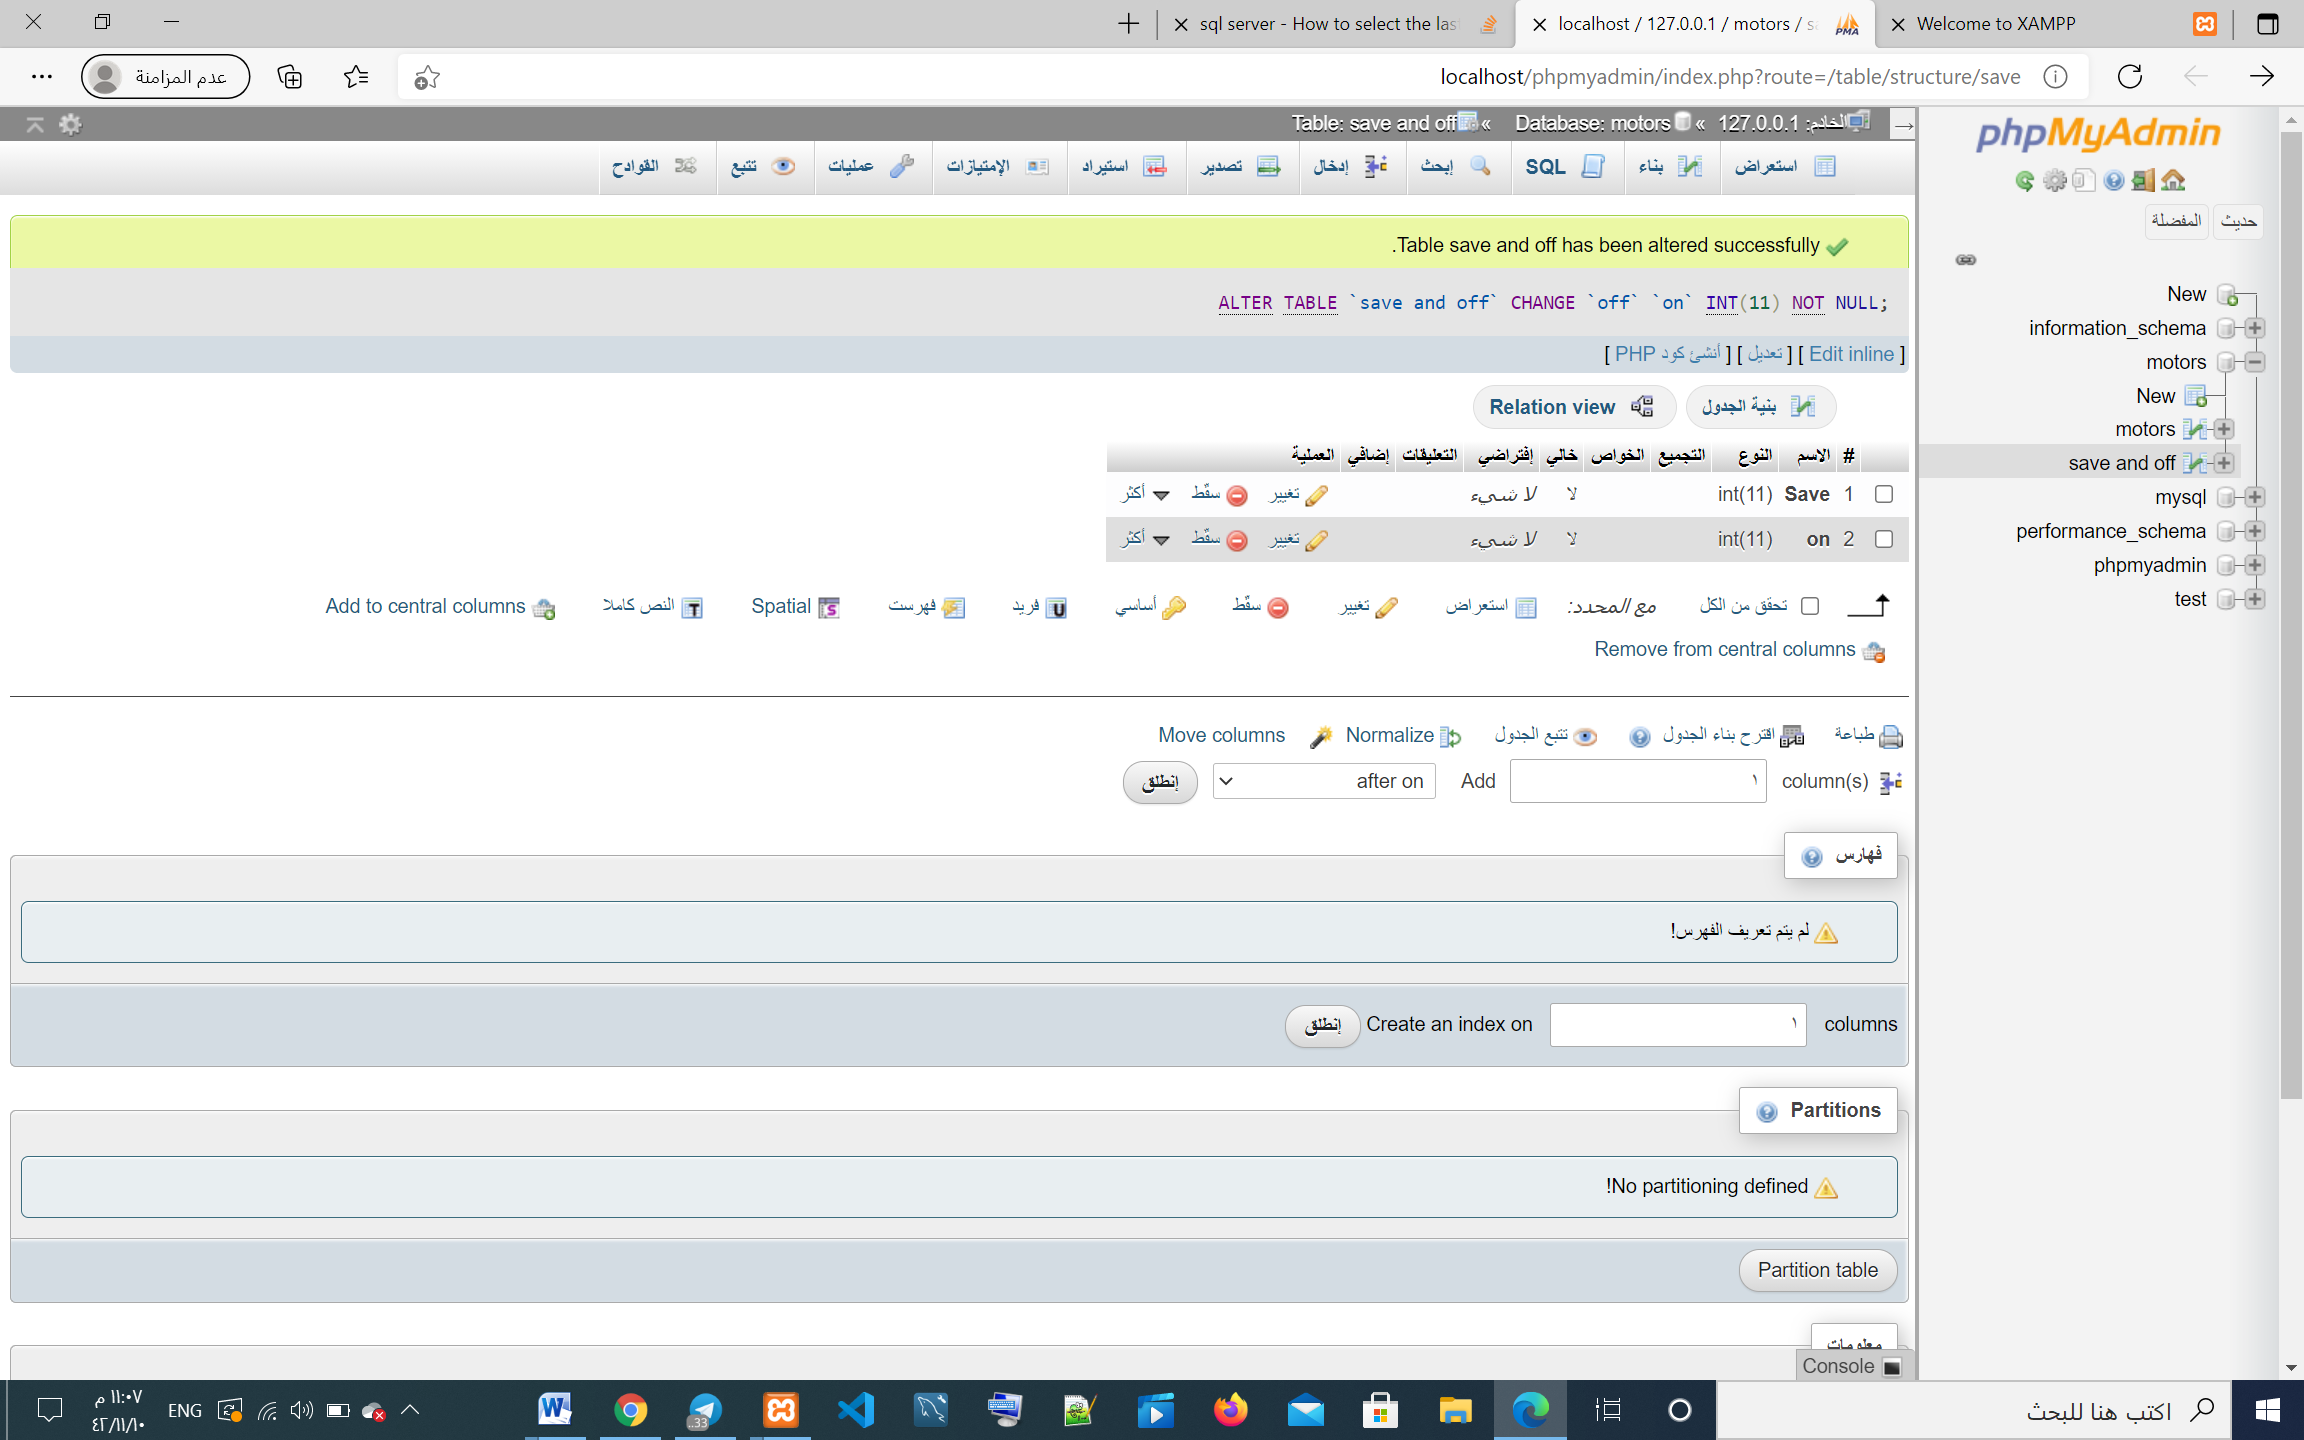 Welcome to XAMPP
localhost / 127.0.0.1 / motors / sa
sql server - How to select the las
localhost/phpmyadmin/index.php?route=/table/structure/save
عدم المزامنة
phpMyAdmin
حديث المفضلة
New
information_schema
motors
New
motors
save and off
mysql
performance_schema
phpmyadmin
test
الخادم: 127.0.0.1 « Database: motors « Table: save and off
استعراض بناء SQL إبحث إدخال تصدير استيراد الإمتيازات عمليات تتبع القوادح
.Table save and off has been altered successfully
ALTER TABLE `save and off` CHANGE `off` `on` INT(11) NOT NULL;
[ Edit inline ] [ تعديل ] [ أنشئ كود PHP ]
بنية الجدول Relation view
# الاسم النوع التجميع الخواص خالي إفتراضي التعليقات إضافي العملية
1 Save int(11) لا لا شيء تغيير سقّط أكثر
2 on int(11) لا لا شيء تغيير سقّط أكثر
تحقق من الكل مع المحدد: استعراض تغيير سقّط أساسي فريد فهرست Spatial النص كاملا Add to central columns
Remove from central columns
طباعة اقترح بناء الجدول تتبع الجدول Normalize Move columns
column(s) ١ Add after on إنطلق
فهارس
لم يتم تعريف الفهرس!
columns ١ Create an index on إنطلق
Partitions
!No partitioning defined
Partition table
معلومات
Console
اكتب هنا للبحث
33..
ENG
١١:٠٧ م
٤٢/١١/١٠